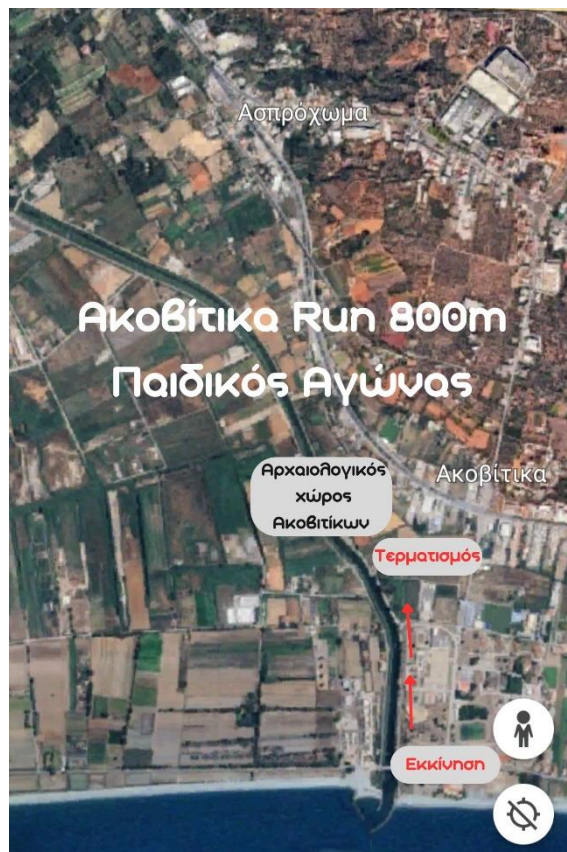 Ασπρόχωμα
Ακοβίτικα Run 800m
Παιδικός Αγώνας
Αρχαιολογικός
χώρος
Ακοβιτίκων
Ακοβίτικα
Τερματισμός
Εκκίνηση